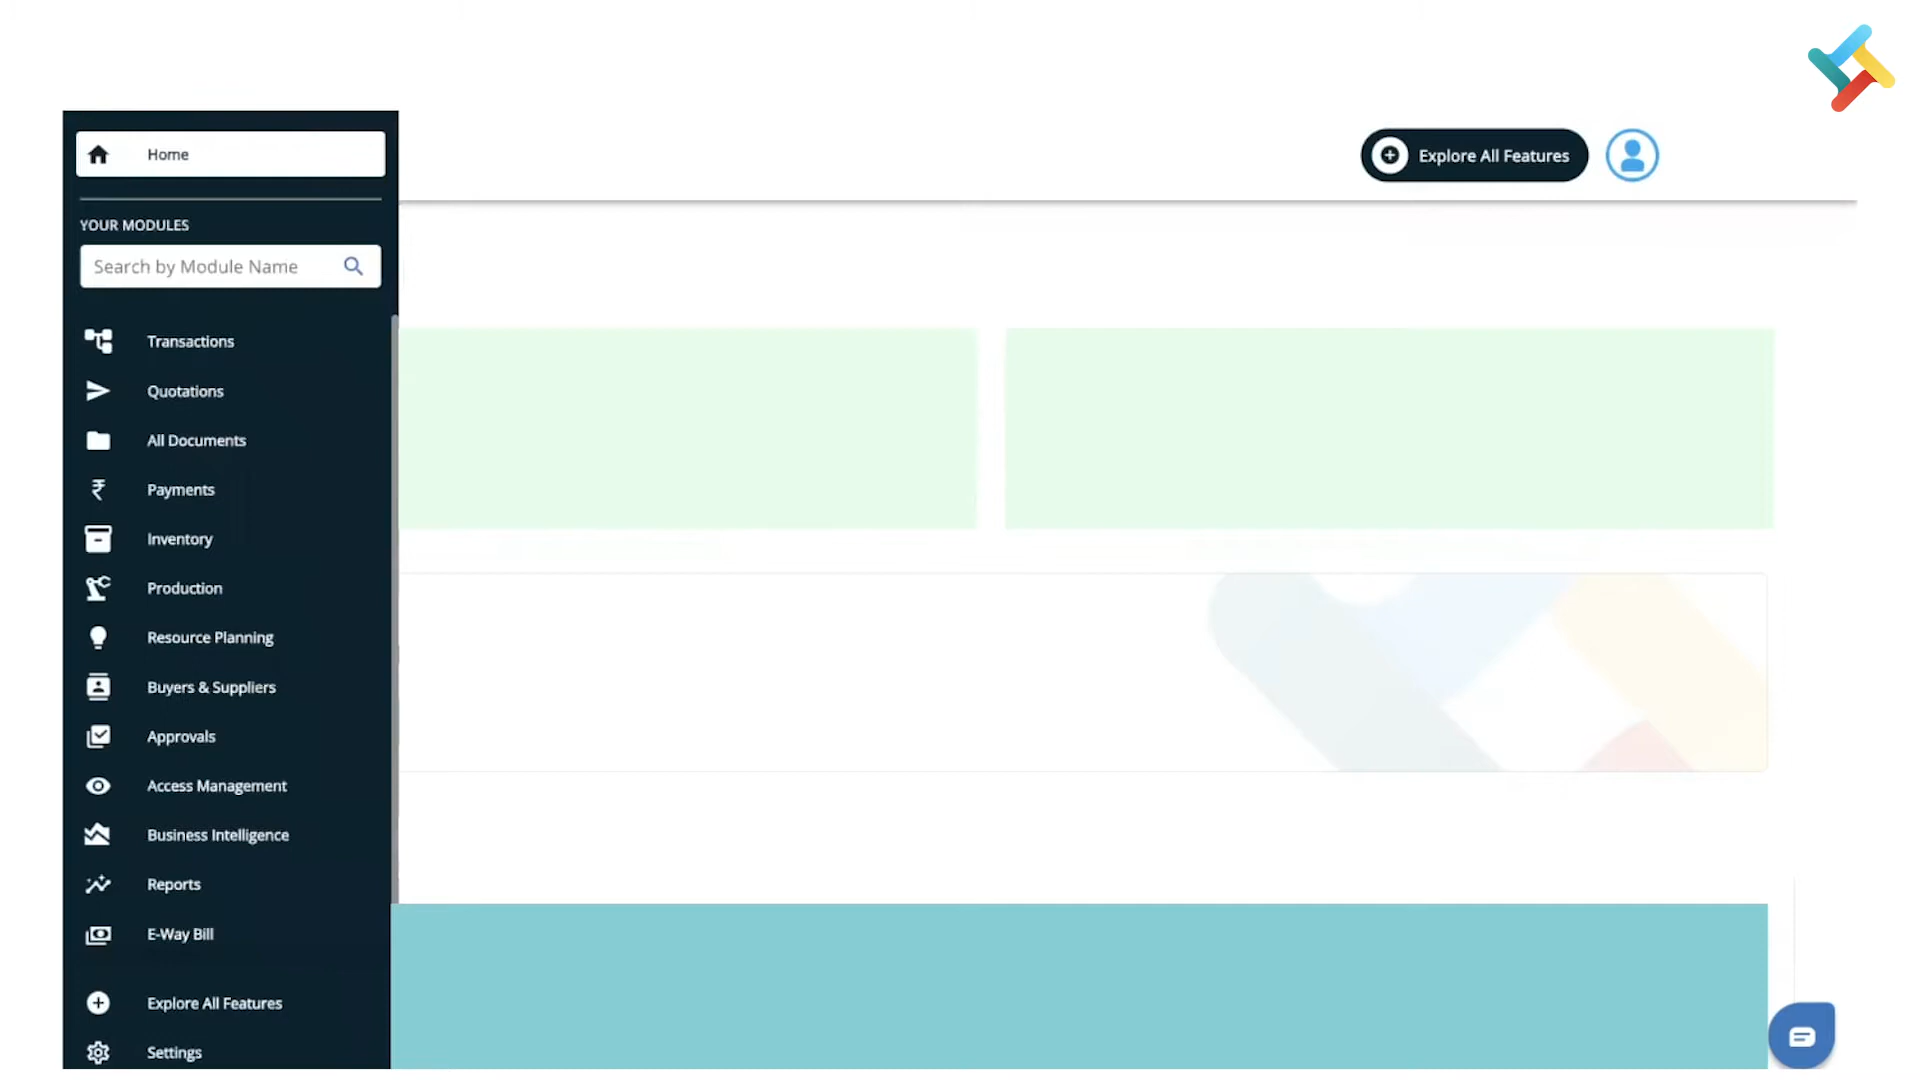 Home
Explore All Features
YOUR MODULES
Search by Module Name
Transactions
Quotations
All Documents
Payments
Inventory
Production
Resource Planning
Buyers & Suppliers
Approvals
Access Management
Business Intelligence
Reports
E-Way Bill
Explore All Features
Settings